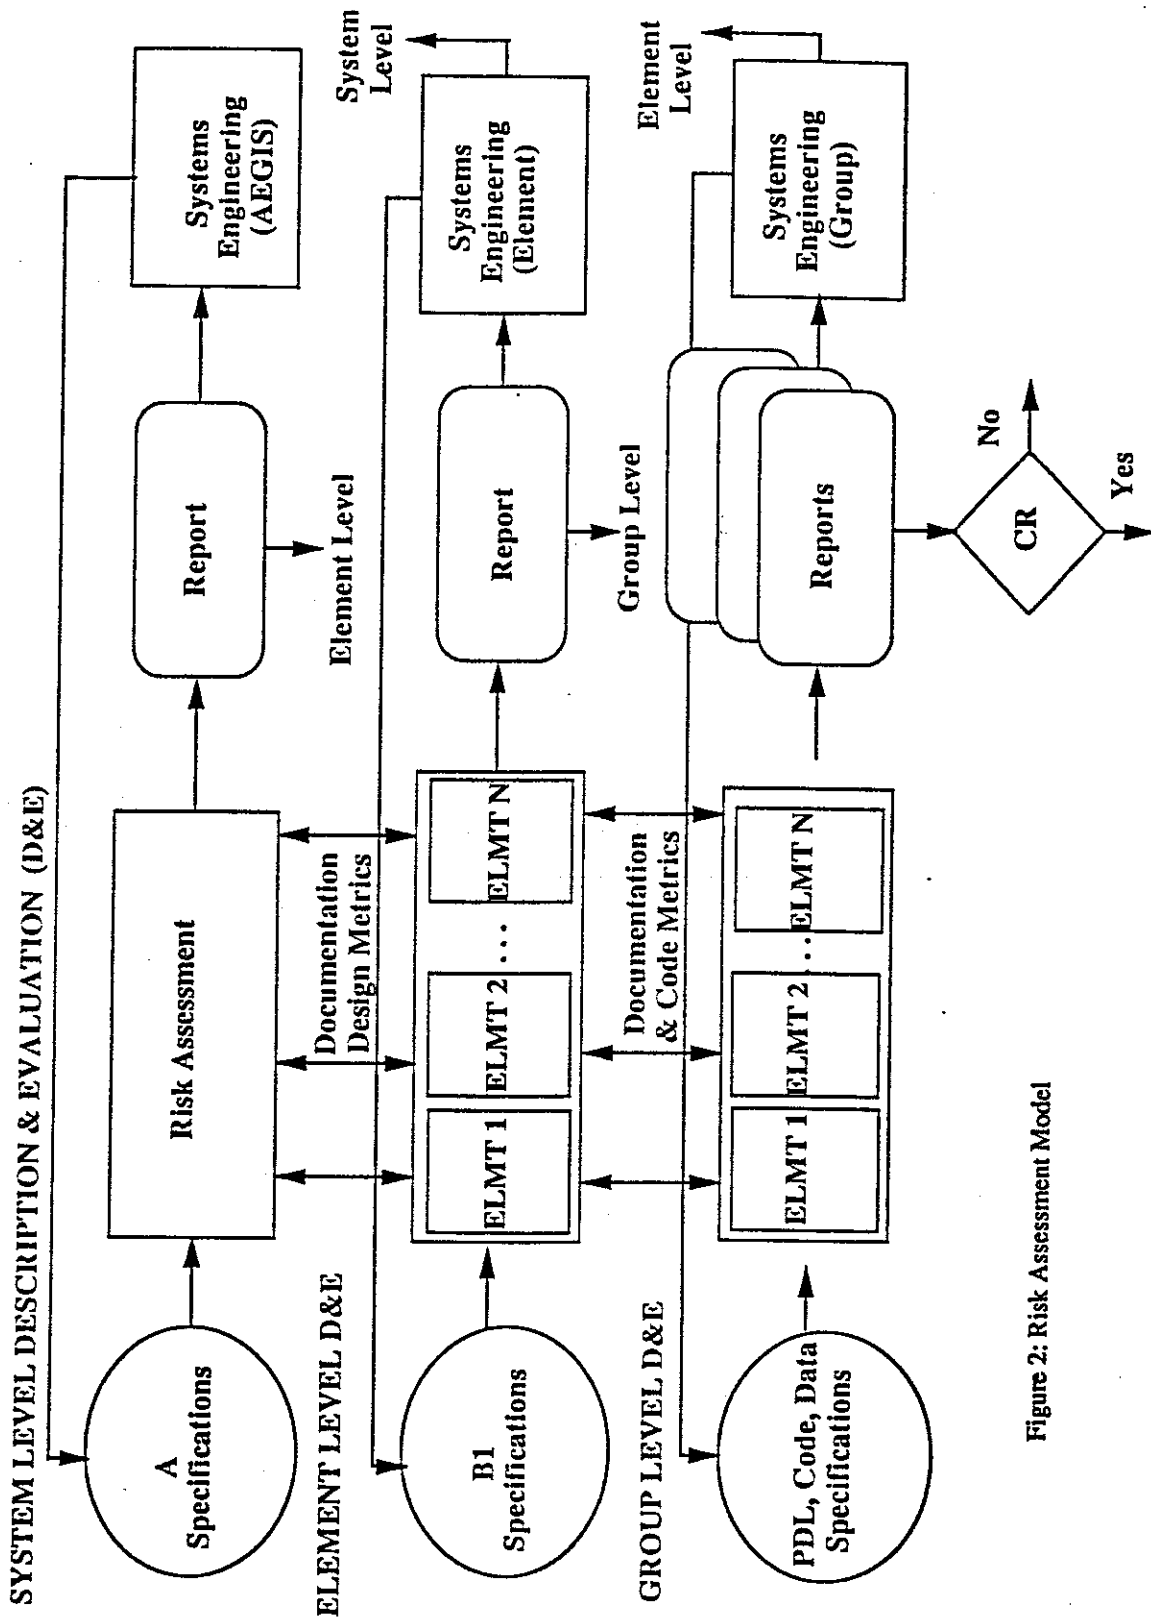 SYSTEM LEVEL DESCRIPTION & EVALUATION (D&E)
A
Specifications
Risk Assessment
Report
Systems
Engineering
(AEGIS)
Element Level
Documentation
Design Metrics
ELEMENT LEVEL D&E
B1
Specifications
ELMT 1
ELMT 2
...
ELMT N
Report
Systems
Engineering
(Element)
System
Level
Group Level
Documentation
& Code Metrics
GROUP LEVEL D&E
PDL, Code, Data
Specifications
ELMT 1
ELMT 2
...
ELMT N
Reports
Systems
Engineering
(Group)
Element
Level
CR
No
Yes
Figure 2: Risk Assessment Model